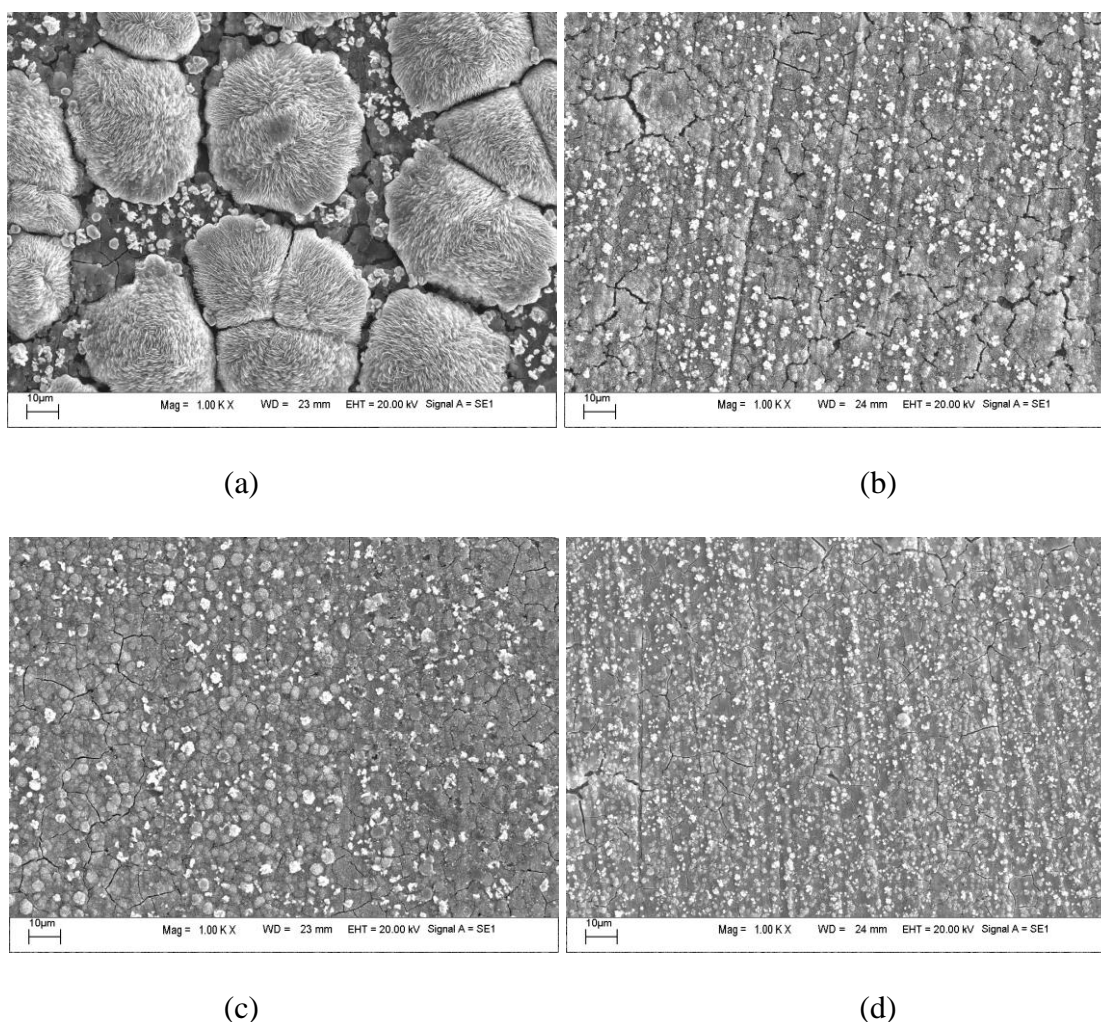 10µm Mag = 1.00 K X WD = 23 mm EHT = 20.00 kV Signal A = SE1
10µm Mag = 1.00 K X WD = 24 mm EHT = 20.00 kV Signal A = SE1
(a) (b)
10µm Mag = 1.00 K X WD = 23 mm EHT = 20.00 kV Signal A = SE1
10µm Mag = 1.00 K X WD = 24 mm EHT = 20.00 kV Signal A = SE1
(c) (d)